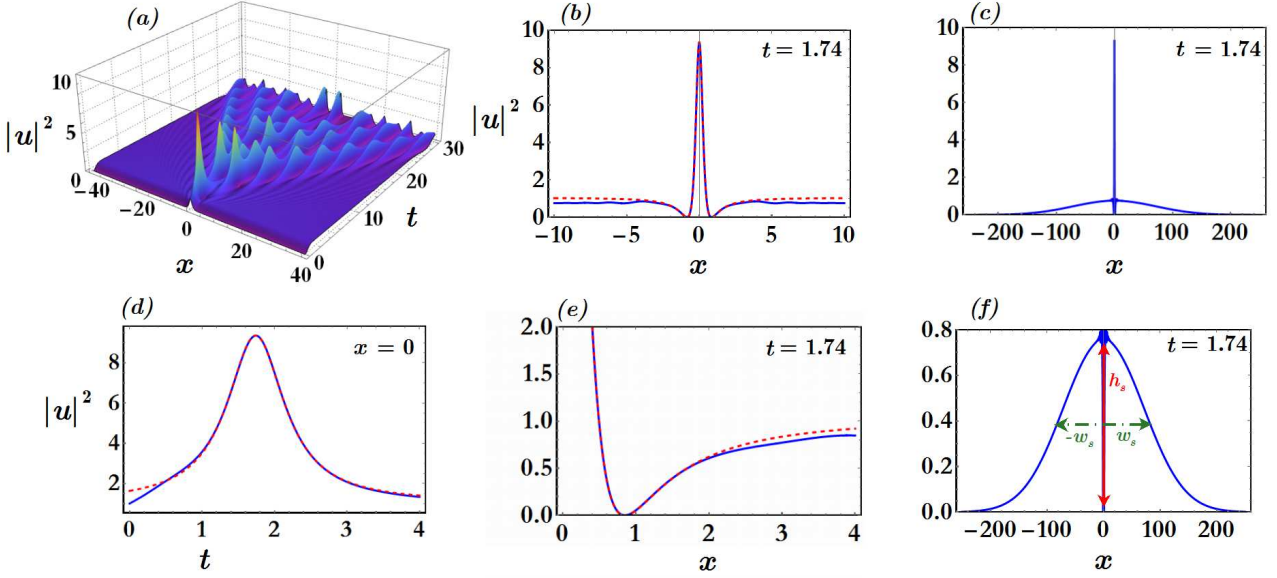 (a)
|u|²
10
5
0
-40
-20
0
20
40
x
0
10
20
30
t
(b)
t = 1.74
|u|²
10
8
6
4
2
0
-10 -5 0 5 10
x
(c)
t = 1.74
10
8
6
4
2
0
-200 -100 0 100 200
x
(d)
x = 0
|u|²
8
6
4
2
0 1 2 3 4
t
(e)
t = 1.74
2.0
1.5
1.0
0.5
0.0
0 1 2 3 4
x
(f)
t = 1.74
0.8
0.6
0.4
0.2
0.0
hₛ
-wₛ wₛ
-200 -100 0 100 200
x